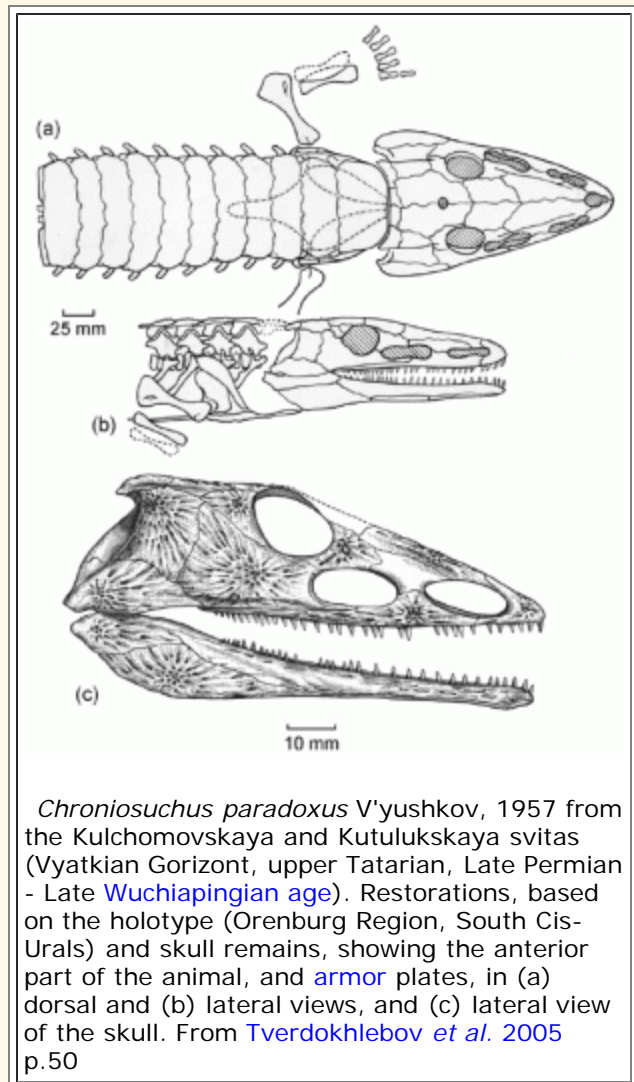 (a)
25 mm
(b)
(c)
10 mm
Chroniosuchus paradoxus V'yushkov, 1957 from
the Kulchomovskaya and Kutulukskaya svitas
(Vyatkian Gorizont, upper Tatarian, Late Permian
- Late Wuchiapingian age). Restorations, based
on the holotype (Orenburg Region, South Cis-
Urals) and skull remains, showing the anterior
part of the animal, and armor plates, in (a)
dorsal and (b) lateral views, and (c) lateral view
of the skull. From Tverdokhlebov et al. 2005
p.50